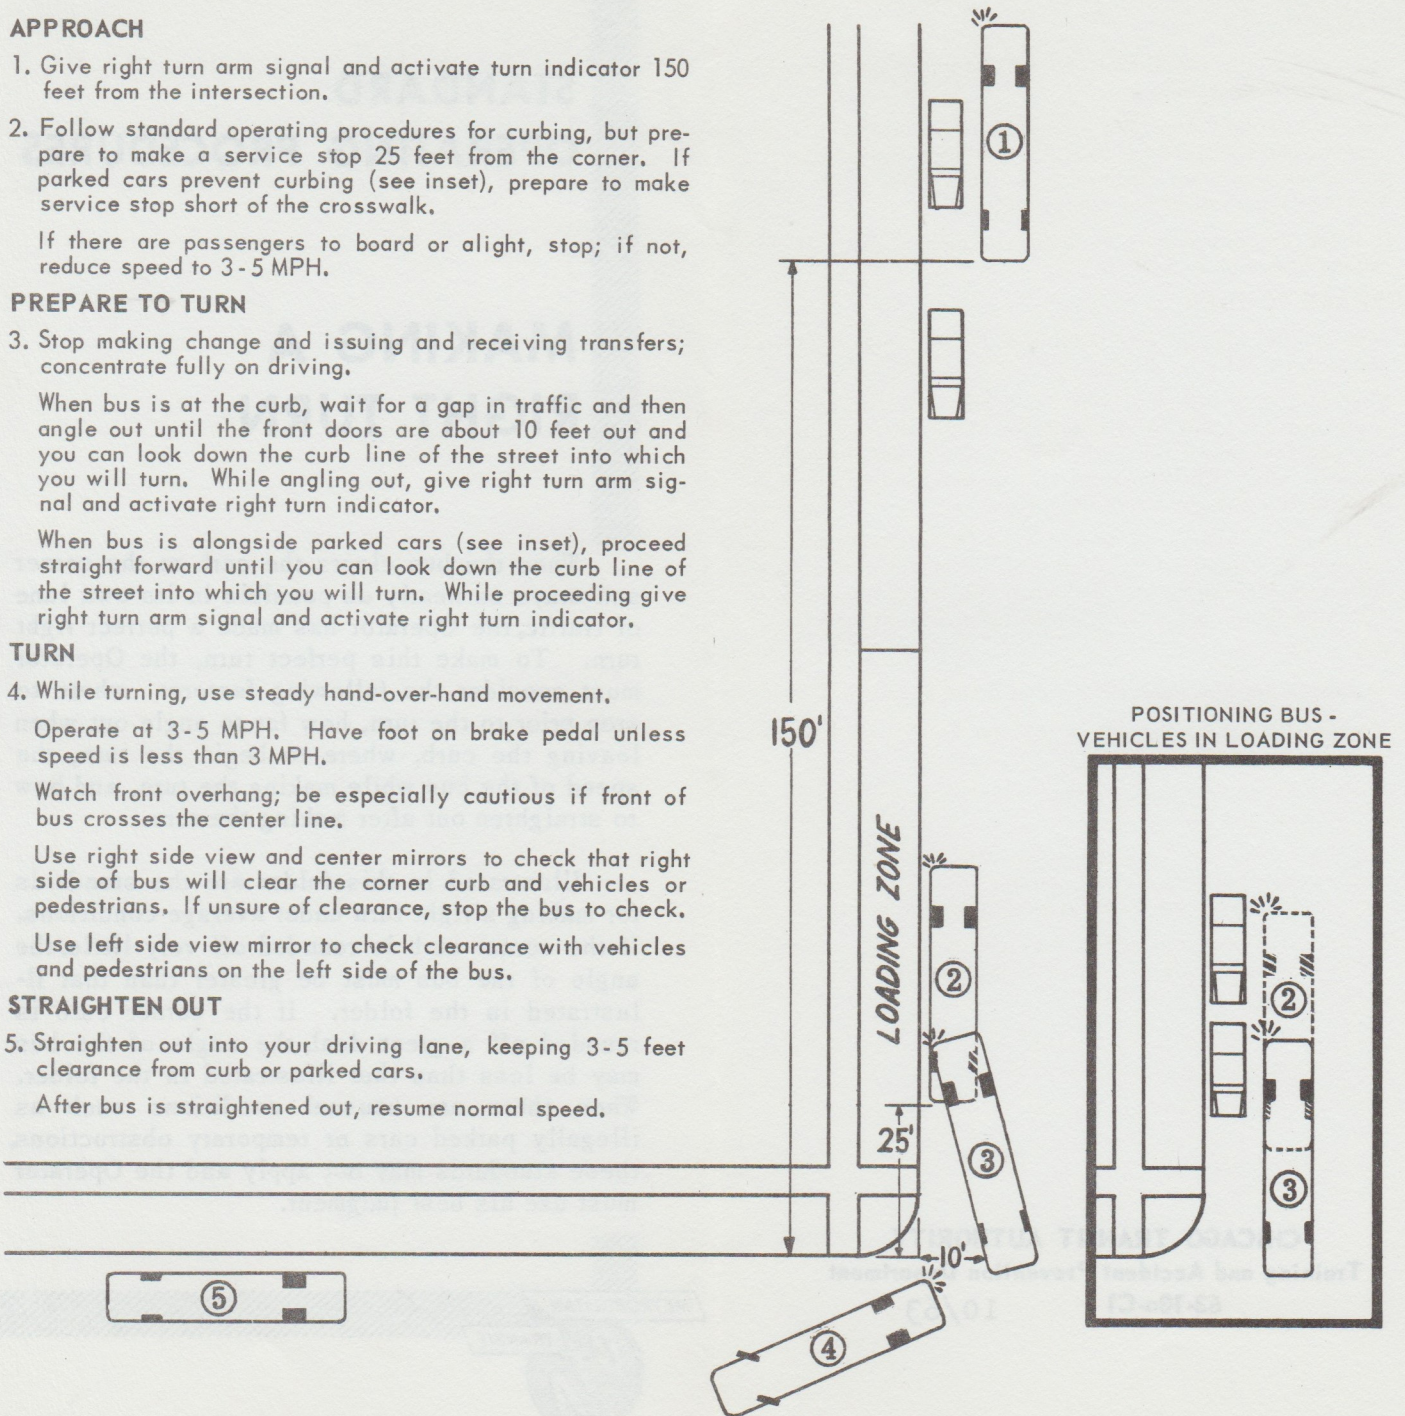 APPROACH
1. Give right turn arm signal and activate turn indicator 150
feet from the intersection.
2. Follow standard operating procedures for curbing, but pre-
pare to make a service stop 25 feet from the corner. If
parked cars prevent curbing (see inset), prepare to make
service stop short of the crosswalk.
If there are passengers to board or alight, stop; if not,
reduce speed to 3-5 MPH.
PREPARE TO TURN
3. Stop making change and issuing and receiving transfers;
concentrate fully on driving.
When bus is at the curb, wait for a gap in traffic and then
angle out until the front doors are about 10 feet out and
you can look down the curb line of the street into which
you will turn. While angling out, give right turn arm sig-
nal and activate right turn indicator.
When bus is alongside parked cars (see inset), proceed
straight forward until you can look down the curb line of
the street into which you will turn. While proceeding give
right turn arm signal and activate right turn indicator.
TURN
4. While turning, use steady hand-over-hand movement.
Operate at 3-5 MPH. Have foot on brake pedal unless
speed is less than 3 MPH.
Watch front overhang; be especially cautious if front of
bus crosses the center line.
Use right side view and center mirrors to check that right
side of bus will clear the corner curb and vehicles or
pedestrians. If unsure of clearance, stop the bus to check.
Use left side view mirror to check clearance with vehicles
and pedestrians on the left side of the bus.
STRAIGHTEN OUT
5. Straighten out into your driving lane, keeping 3-5 feet
clearance from curb or parked cars.
After bus is straightened out, resume normal speed.
1
150'
LOADING ZONE
2
25'
3
10'
4
5
POSITIONING BUS -
VEHICLES IN LOADING ZONE
2
3